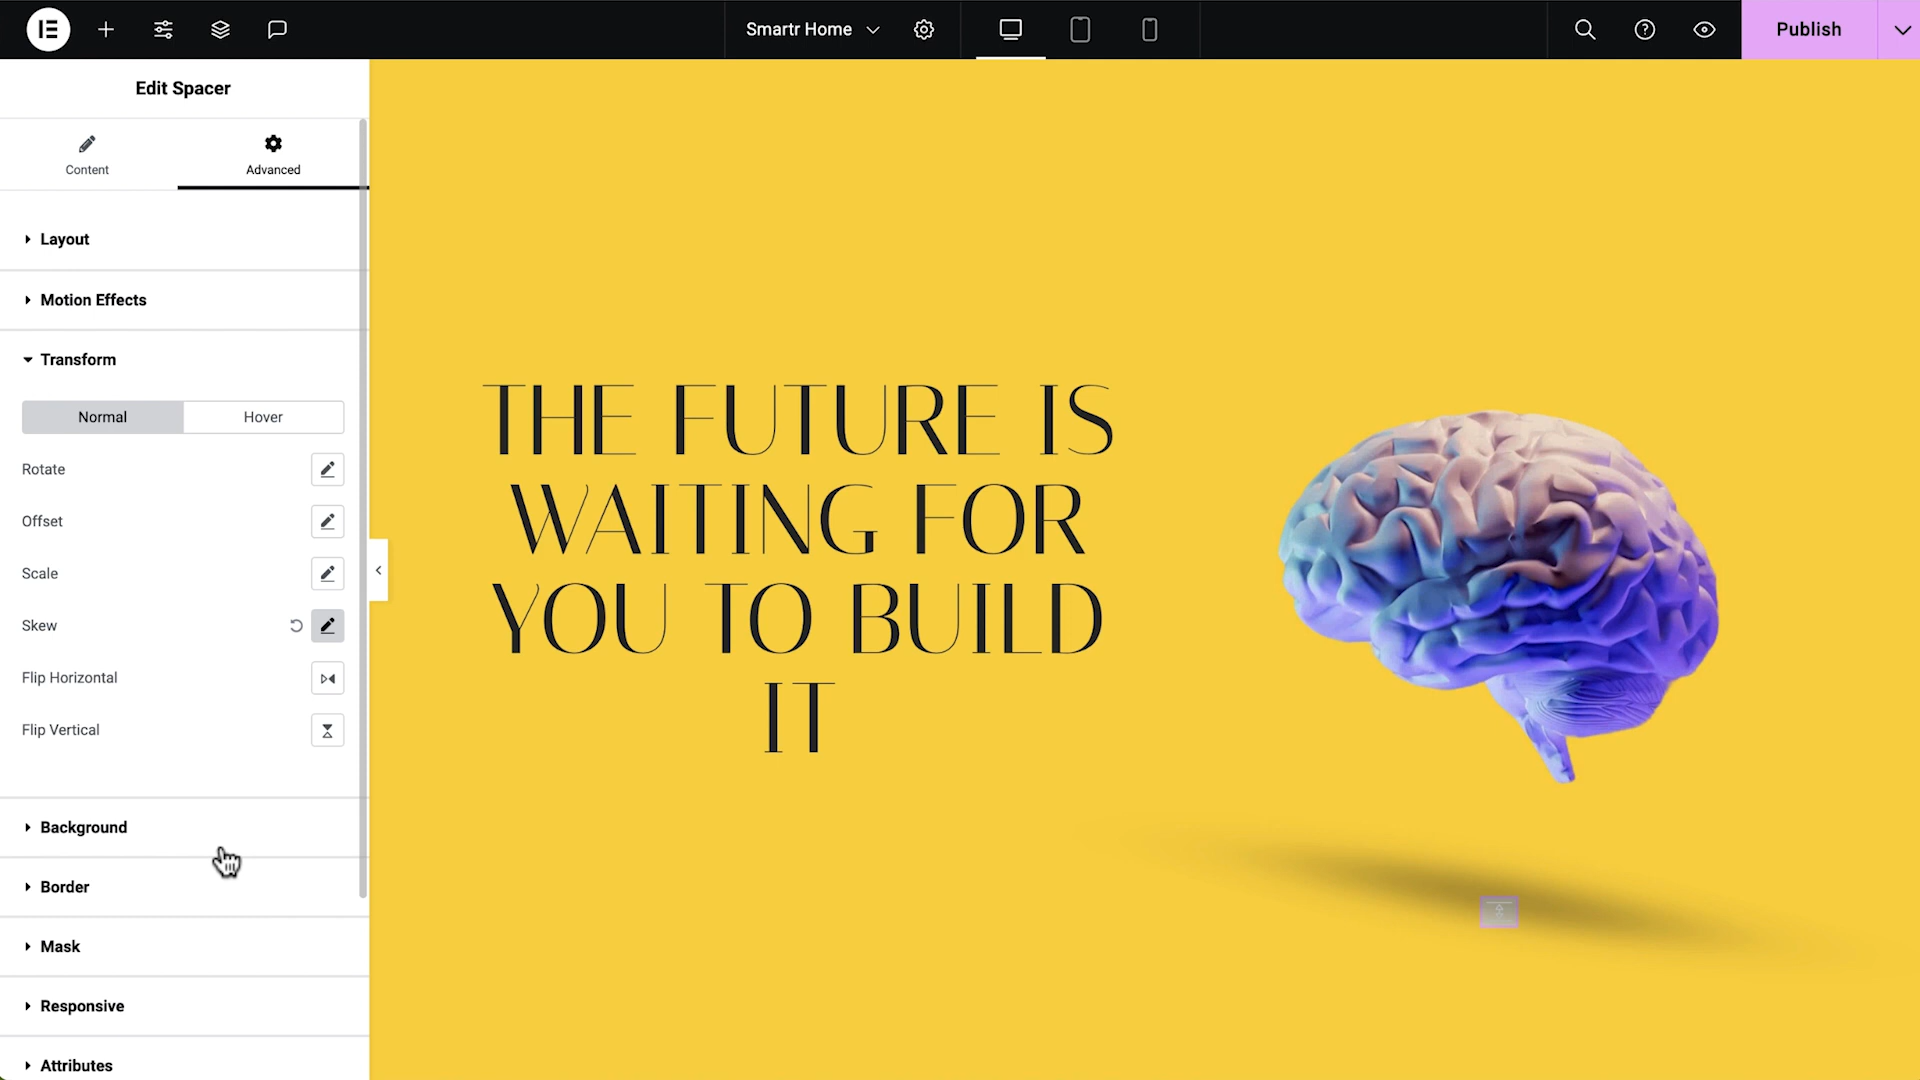 Smartr Home
Publish
Edit Spacer
Content
Advanced
Layout
Motion Effects
Transform
Normal
Hover
Rotate
Offset
Scale
Skew
Flip Horizontal
Flip Vertical
Background
Border
Mask
Responsive
Attributes
THE FUTURE IS
WAITING FOR
YOU TO BUILD
IT